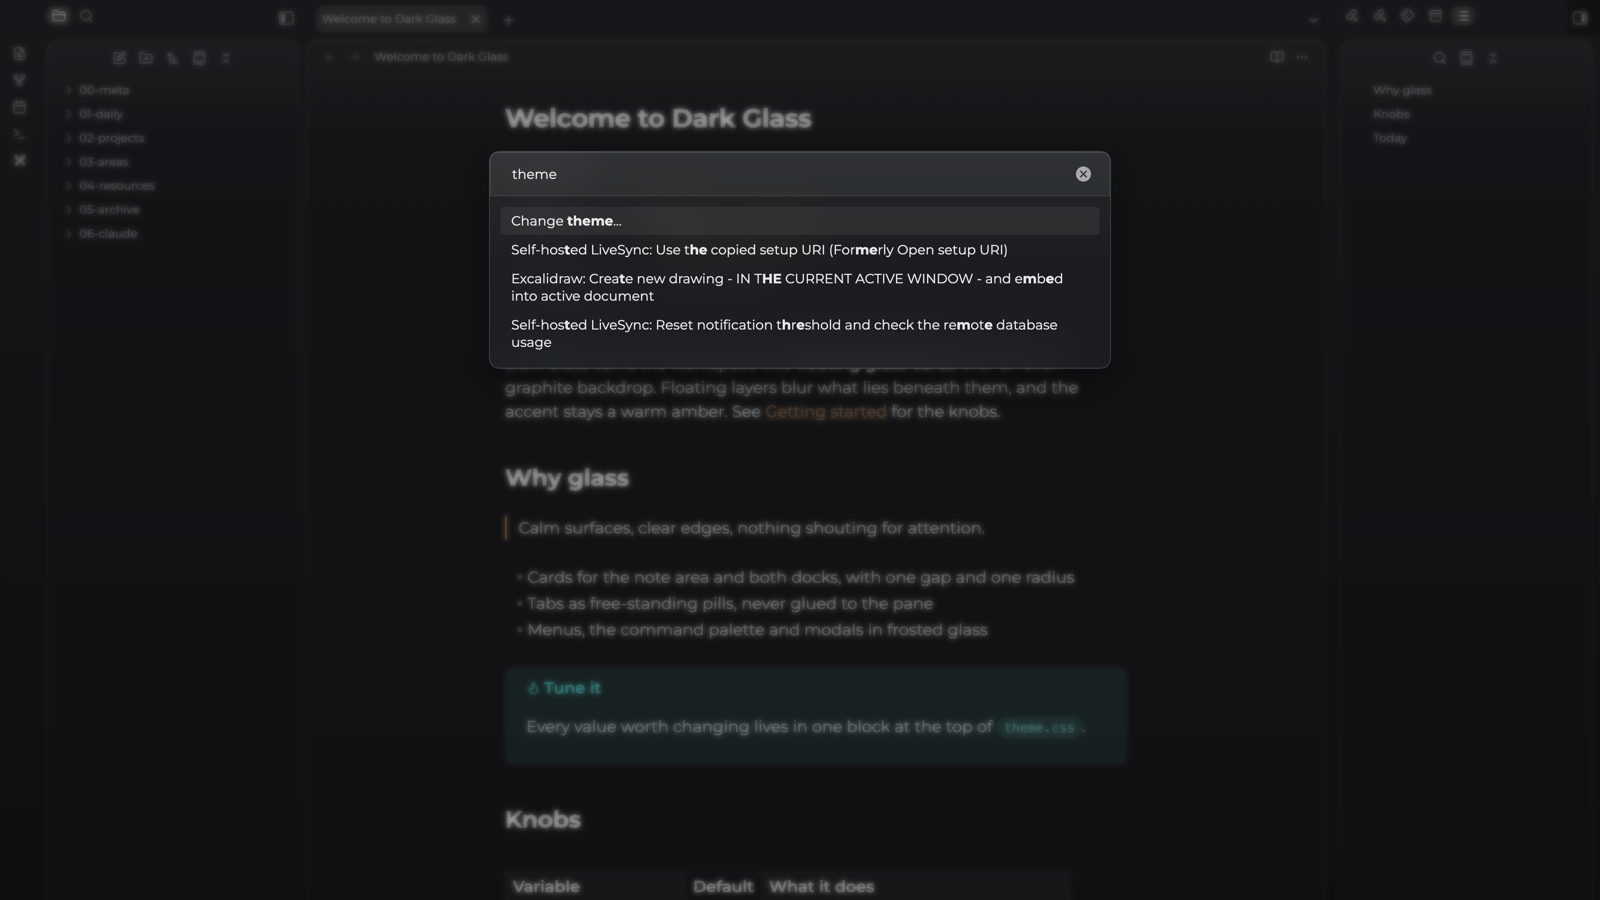 Welcome to Dark Glass
Welcome to Dark Glass
00-meta
01-daily
02-projects
03-areas
04-resources
05-archive
06-claude
Why glass
Knobs
Today
Welcome to Dark Glass
theme
Change theme...
Self-hosted LiveSync: Use the copied setup URI (Formerly Open setup URI)
Excalidraw: Create new drawing - IN THE CURRENT ACTIVE WINDOW - and embed
into active document
Self-hosted LiveSync: Reset notification threshold and check the remote database
usage
graphite backdrop. Floating layers blur what lies beneath them, and the
accent stays a warm amber. See Getting started for the knobs.
Why glass
Calm surfaces, clear edges, nothing shouting for attention.
• Cards for the note area and both docks, with one gap and one radius
• Tabs as free-standing pills, never glued to the pane
• Menus, the command palette and modals in frosted glass
Tune it
Every value worth changing lives in one block at the top of theme.css.
Knobs
Variable Default What it does